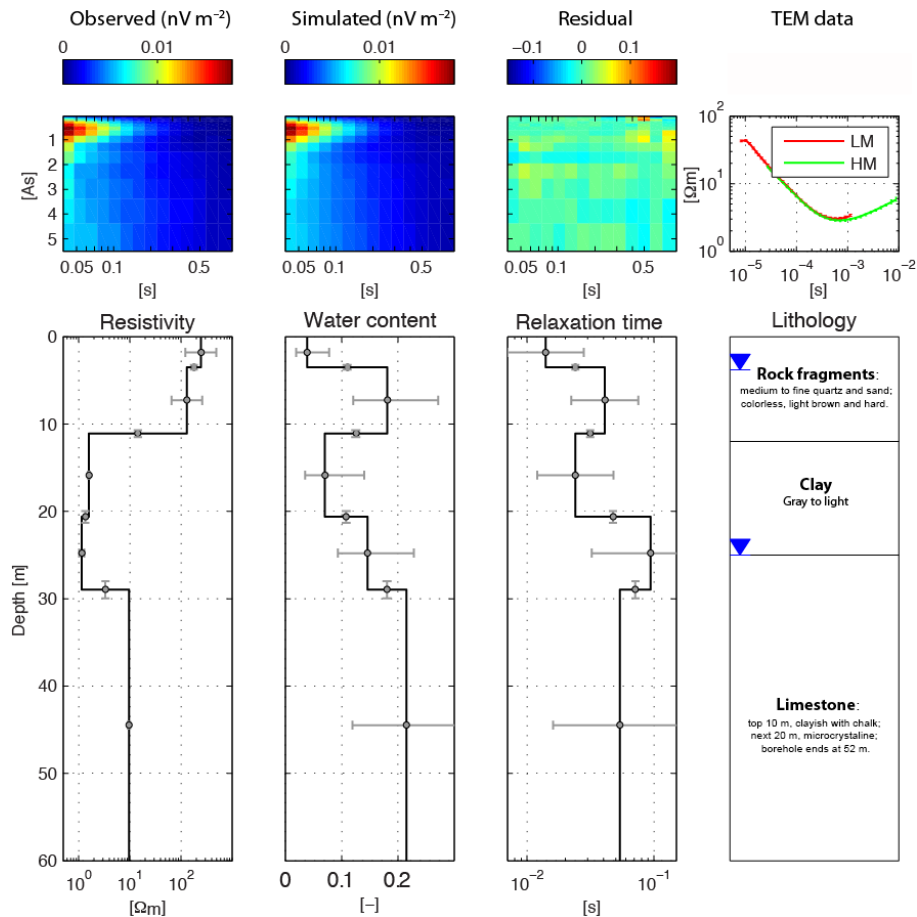 Observed (nV m⁻²)
Simulated (nV m⁻²)
Residual
TEM data
0 0.01
0 0.01
−0.1 0 0.1
[As]
1
2
3
4
5
0.05 0.1 0.5
[s]
0.05 0.1 0.5
[s]
0.05 0.1 0.5
[s]
[Ωm]
10²
10¹
10⁰
LM
HM
10⁻⁵ 10⁻⁴ 10⁻³ 10⁻²
[s]
Resistivity
Water content
Relaxation time
Lithology
Depth [m]
0
10
20
30
40
50
60
10⁰ 10¹ 10²
[Ωm]
0 0.1 0.2
[−]
10⁻² 10⁻¹
[s]
Rock fragments:
medium to fine quartz and sand;
colorless, light brown and hard.
Clay
Gray to light
Limestone:
top 10 m, clayish with chalk;
next 20 m, microcrystaline;
borehole ends at 52 m.